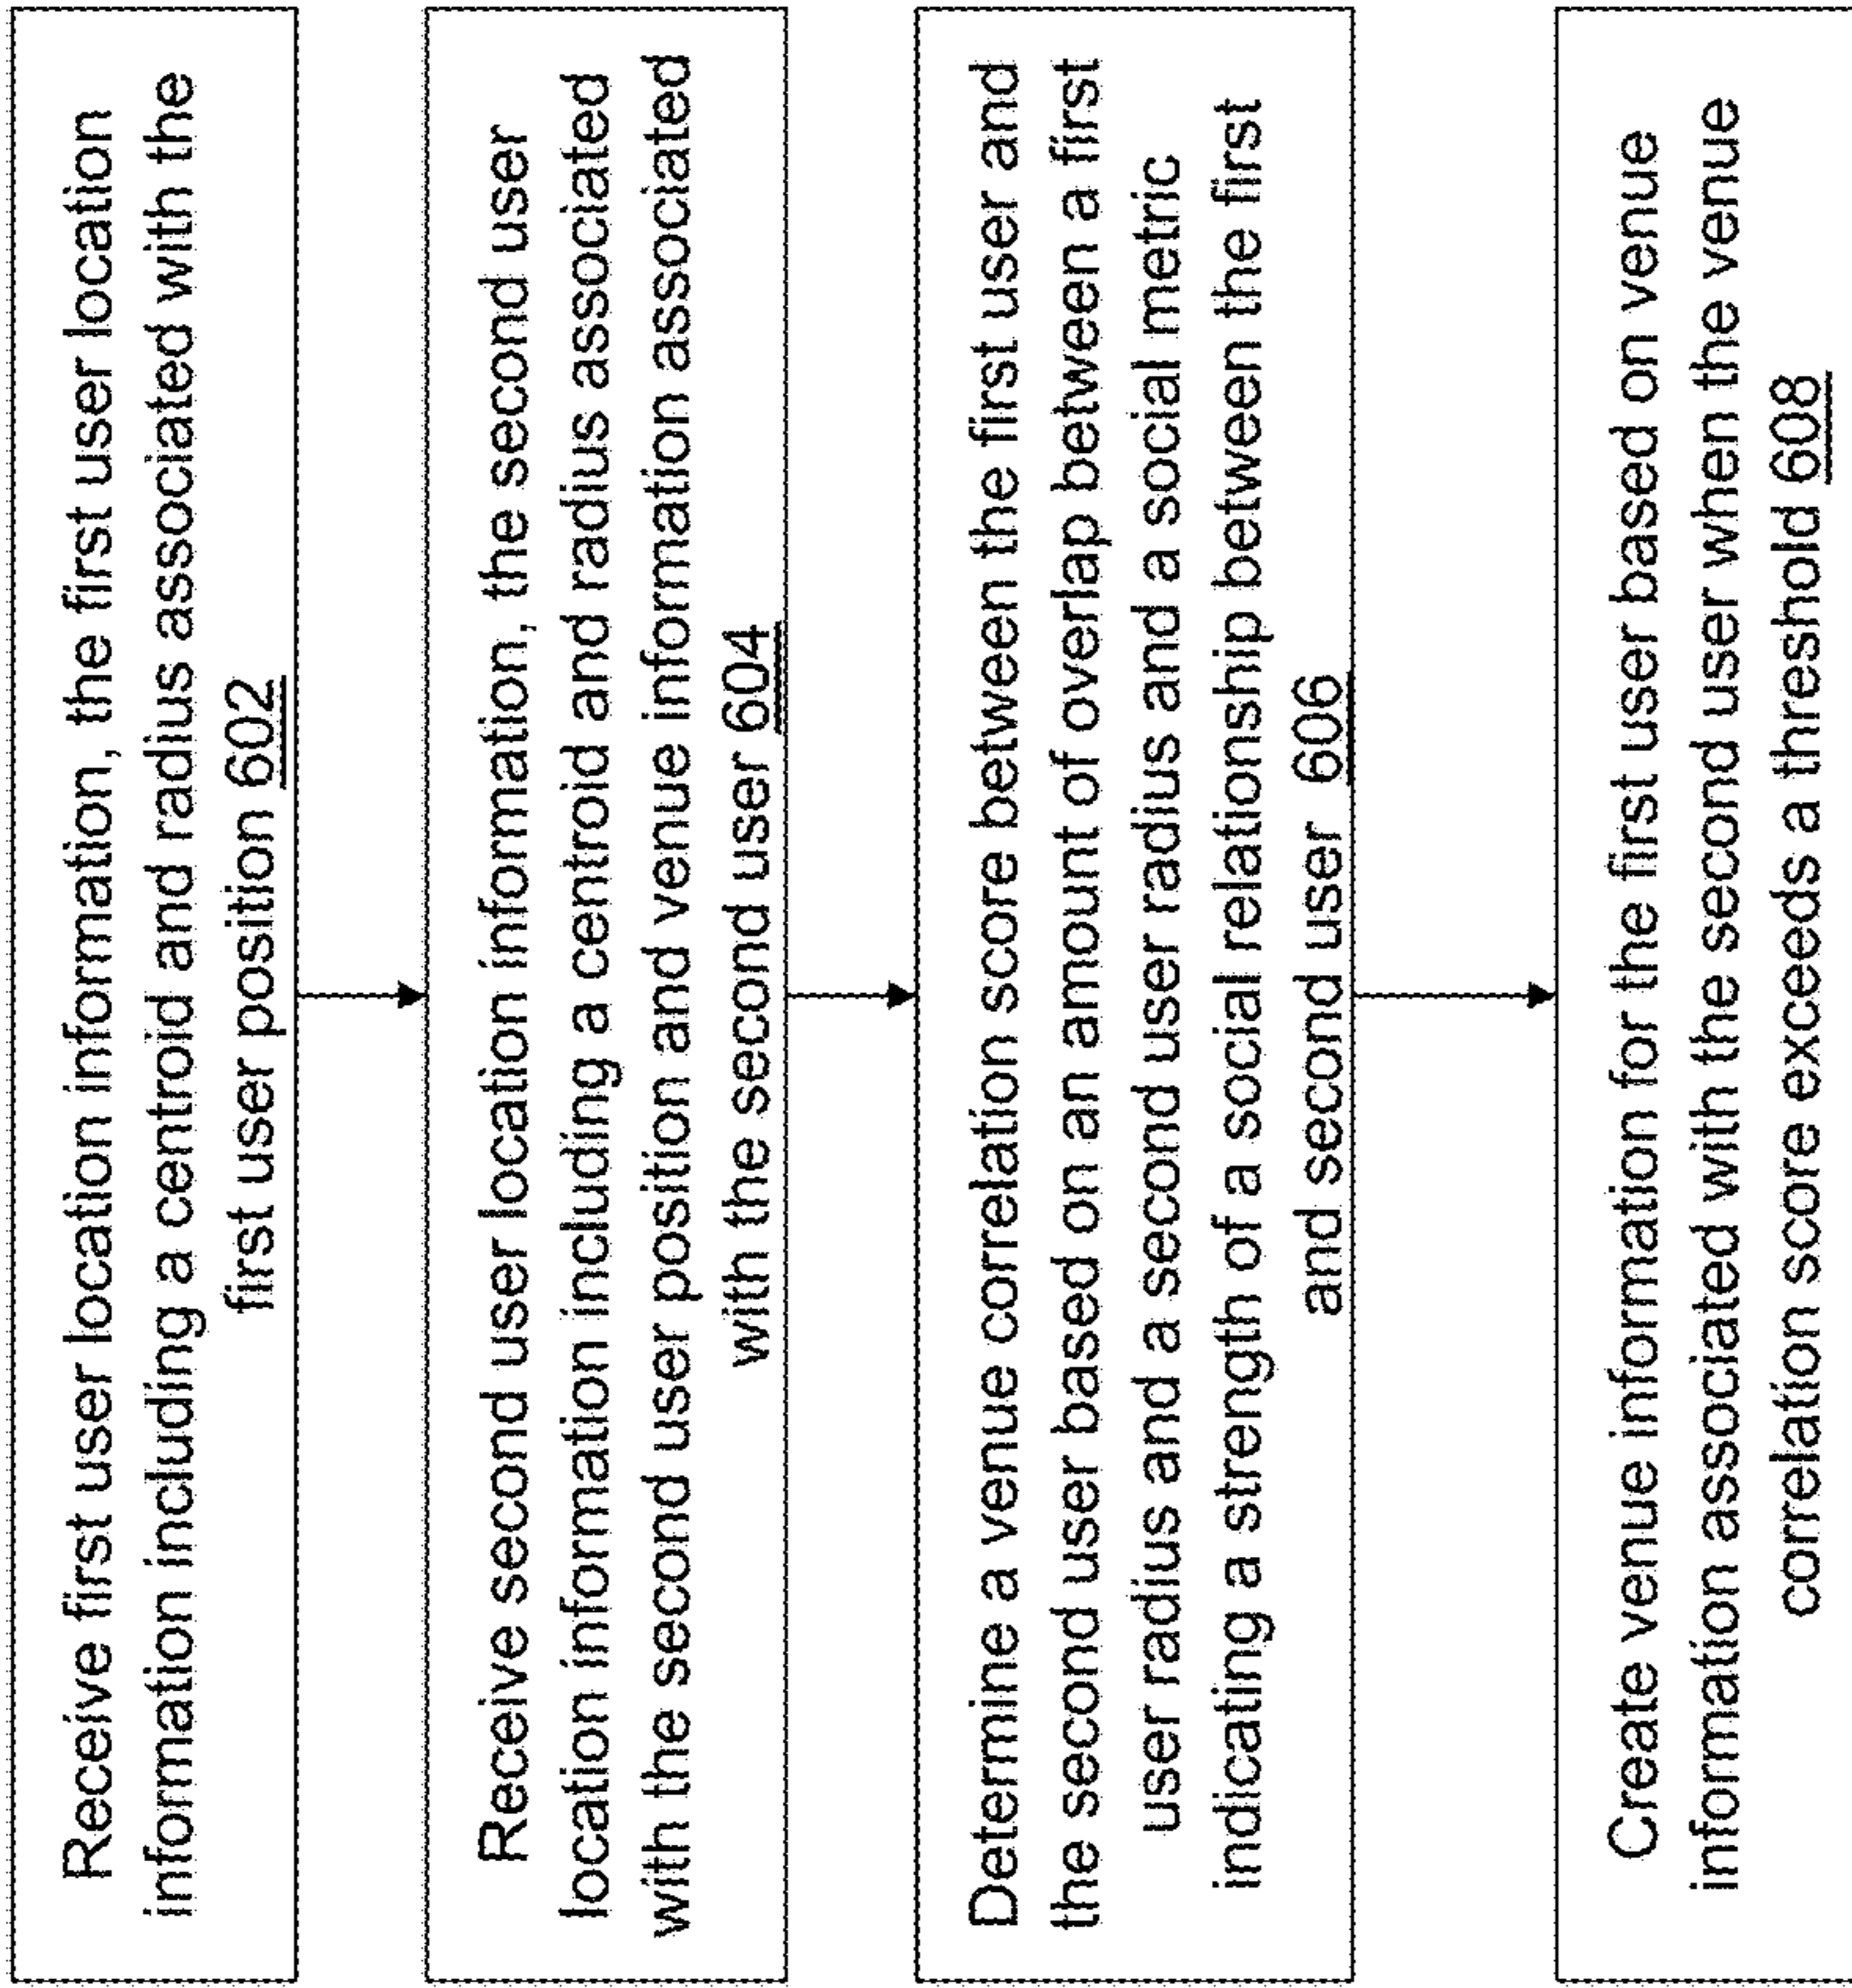 Receive first user location information, the first user location
information including a centroid and radius associated with the
first user position 602
Receive second user location information, the second user
location information including a centroid and radius associated
with the second user position and venue information associated
with the second user 604
Determine a venue correlation score between the first user and
the second user based on an amount of overlap between a first
user radius and a second user radius and a social metric
indicating a strength of a social relationship between the first
and second user 606
Create venue information for the first user based on venue
information associated with the second user when the venue
correlation score exceeds a threshold 608